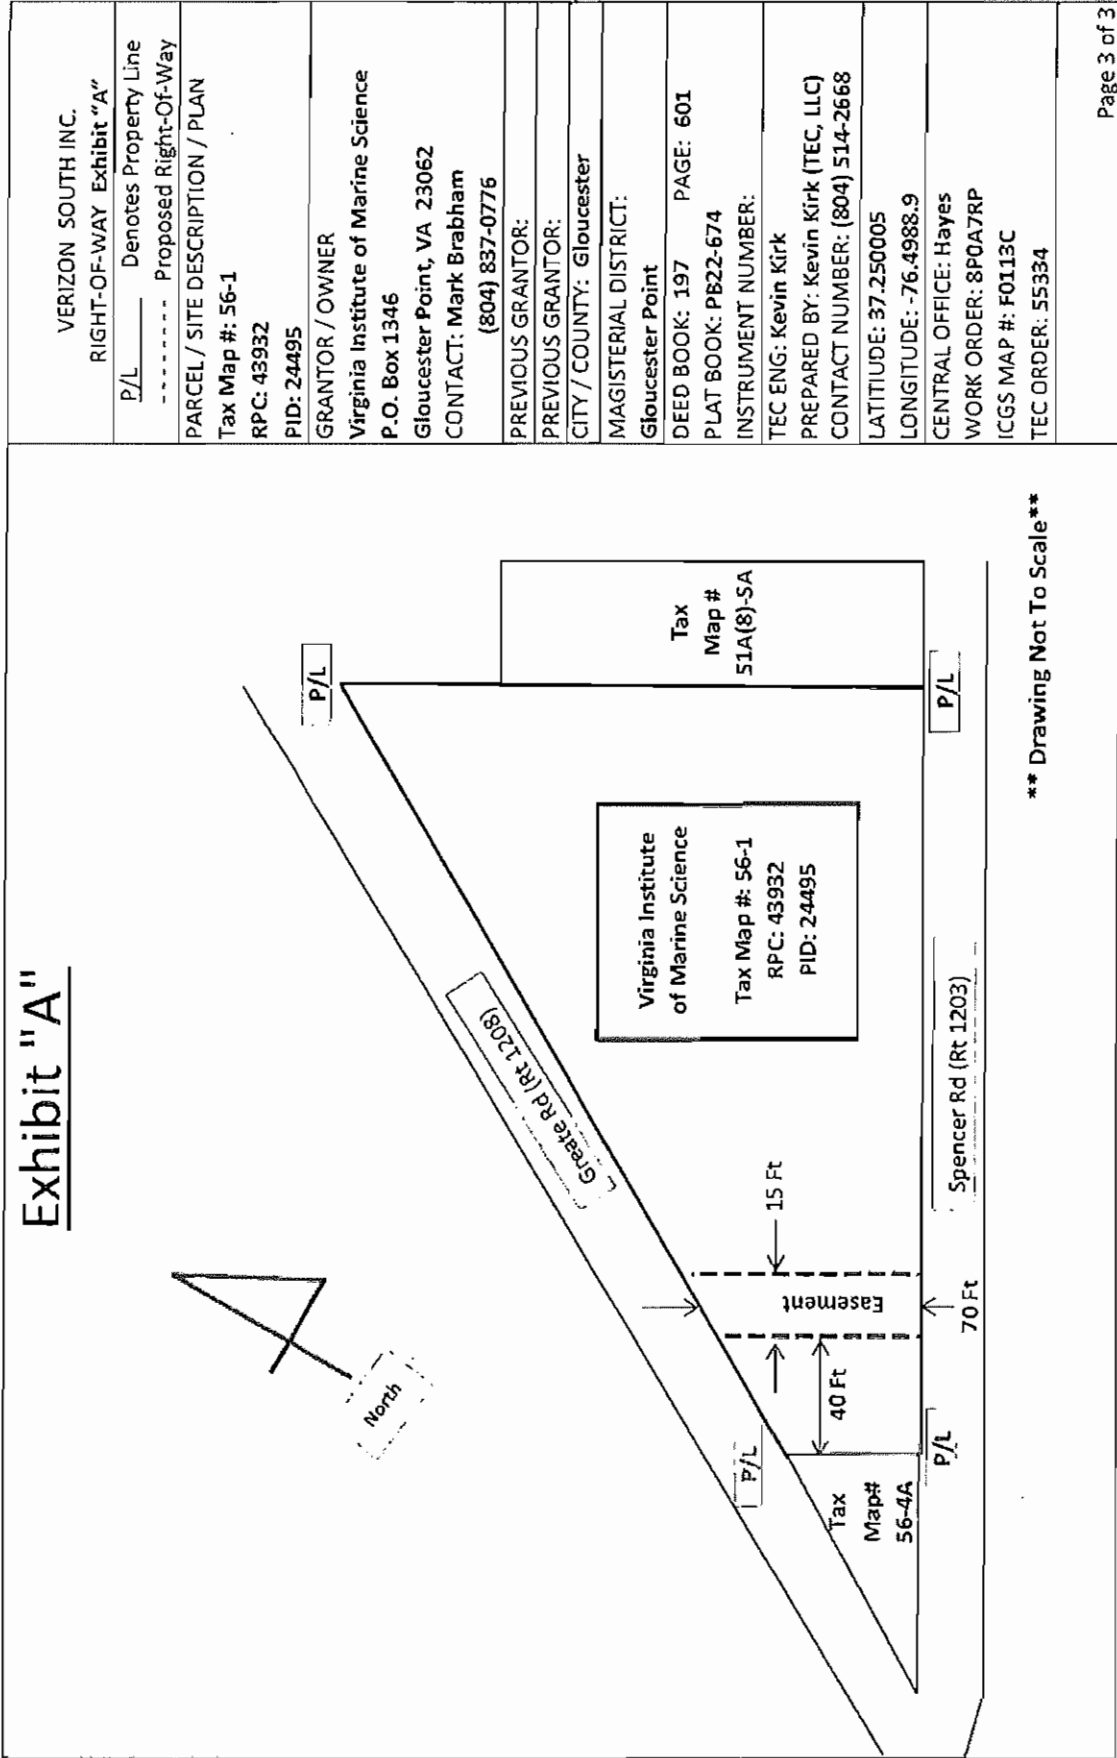 Exhibit "A"
North
Greate Rd (Rt 1208)
P/L
P/L
Tax
Map#
56-4A
P/L
40 Ft
Easement
15 Ft
70 Ft
Spencer Rd (Rt 1203)
Virginia Institute
of Marine Science
Tax Map #: 56-1
RPC: 43932
PID: 24495
Tax
Map #
51A(8)-5A
P/L
** Drawing Not To Scale**
VERIZON SOUTH INC.
RIGHT-OF-WAY Exhibit "A"
P/L Denotes Property Line
-------- Proposed Right-Of-Way
PARCEL / SITE DESCRIPTION / PLAN
Tax Map #: 56-1
RPC: 43932
PID: 24495
GRANTOR / OWNER
Virginia Institute of Marine Science
P.O. Box 1346
Gloucester Point, VA 23062
CONTACT: Mark Brabham
(804) 837-0776
PREVIOUS GRANTOR:
PREVIOUS GRANTOR:
CITY / COUNTY: Gloucester
MAGISTERIAL DISTRICT:
Gloucester Point
DEED BOOK: 197 PAGE: 601
PLAT BOOK: PB22-674
INSTRUMENT NUMBER:
TEC ENG: Kevin Kirk
PREPARED BY: Kevin Kirk (TEC, LLC)
CONTACT NUMBER: (804) 514-2668
LATITIUDE: 37.250005
LONGITUDE: -76.4988.9
CENTRAL OFFICE: Hayes
WORK ORDER: 8P0A7RP
ICGS MAP #: F0113C
TEC ORDER: 55334
Page 3 of 3